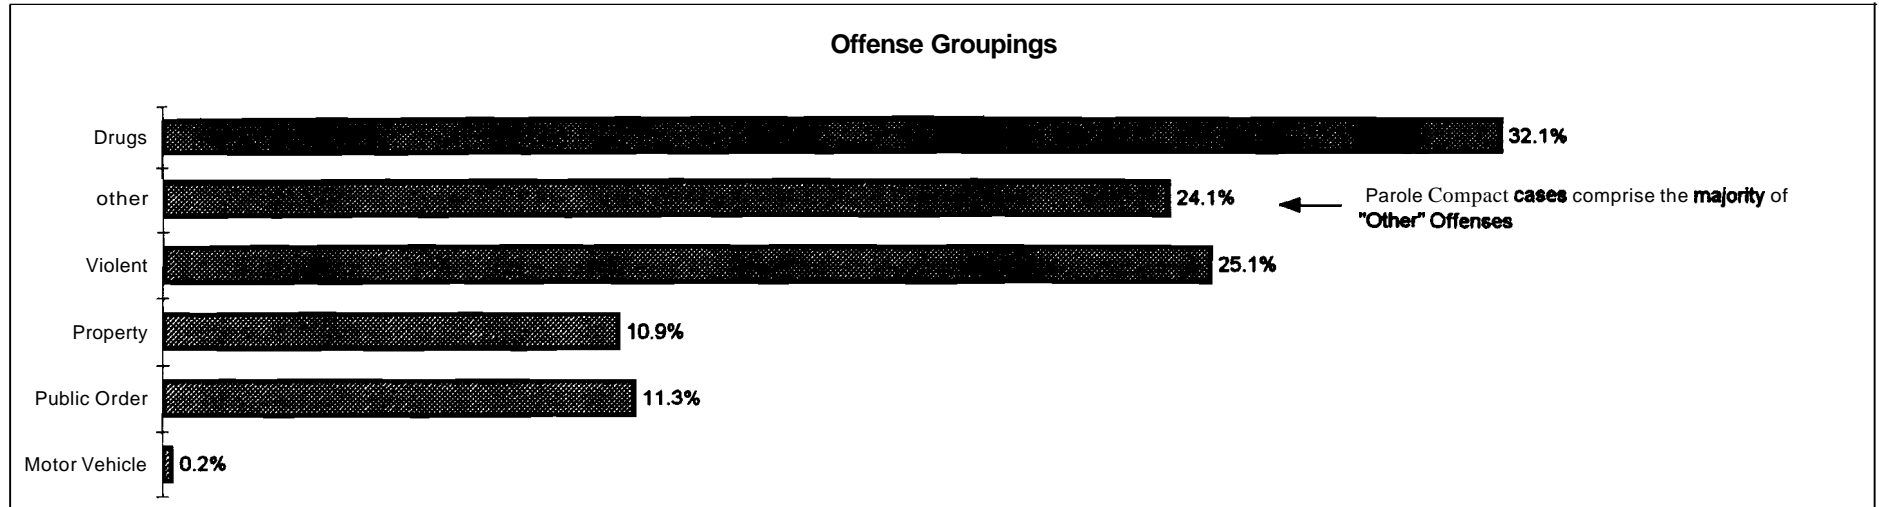 Offense Groupings
Drugs 32.1%
other 24.1%
Parole Compact cases comprise the majority of
"Other" Offenses
Violent 25.1%
Property 10.9%
Public Order 11.3%
Motor Vehicle 0.2%